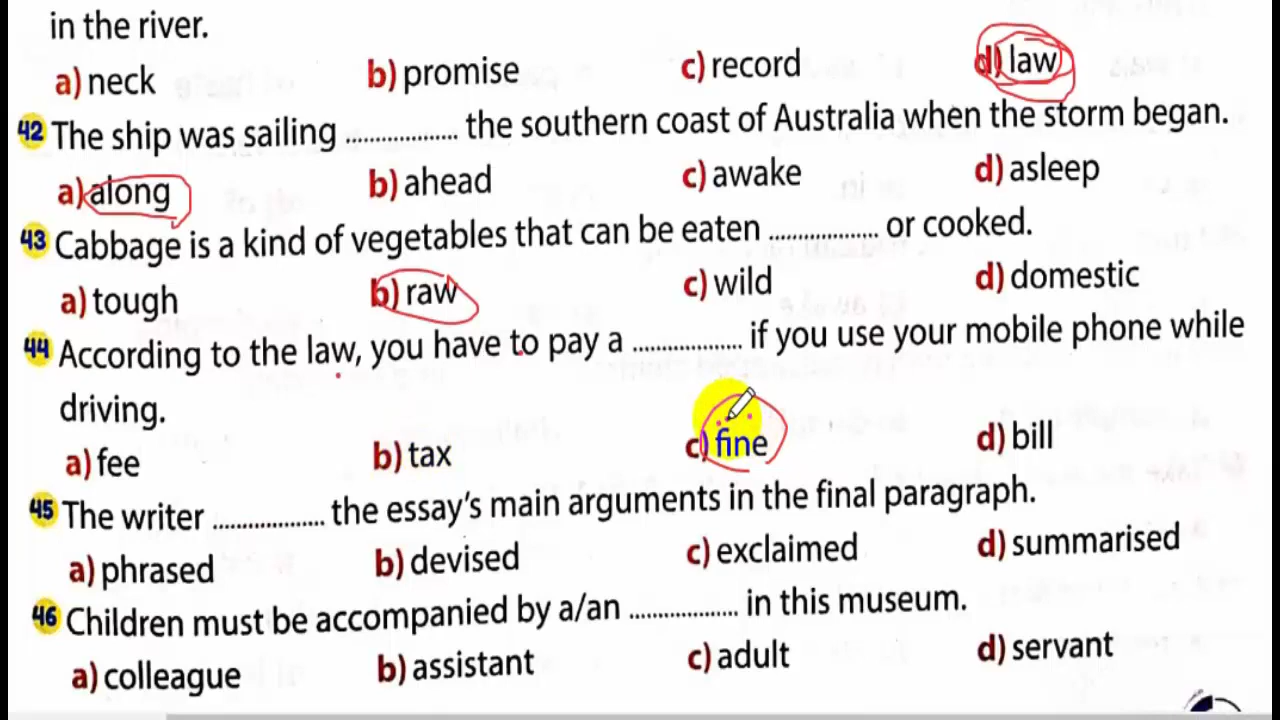 in the river.
a) neck b) promise c) record d) law
42 The ship was sailing .................. the southern coast of Australia when the storm began.
a) along b) ahead c) awake d) asleep
43 Cabbage is a kind of vegetables that can be eaten .................. or cooked.
a) tough b) raw c) wild d) domestic
44 According to the law, you have to pay a .................. if you use your mobile phone while
driving.
a) fee b) tax c) fine d) bill
45 The writer .................. the essay's main arguments in the final paragraph.
a) phrased b) devised c) exclaimed d) summarised
46 Children must be accompanied by a/an .................. in this museum.
a) colleague b) assistant c) adult d) servant